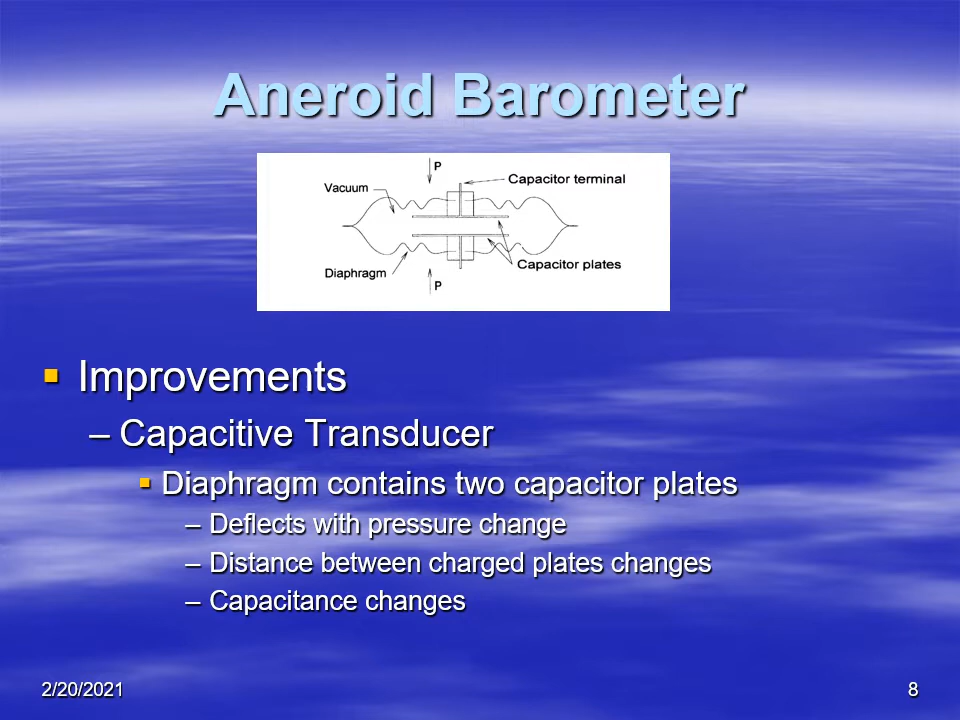 Aneroid Barometer
P
Capacitor terminal
Vacuum
Capacitor plates
Diaphragm
P
▪ Improvements
– Capacitive Transducer
▪ Diaphragm contains two capacitor plates
– Deflects with pressure change
– Distance between charged plates changes
– Capacitance changes
2/20/2021 8